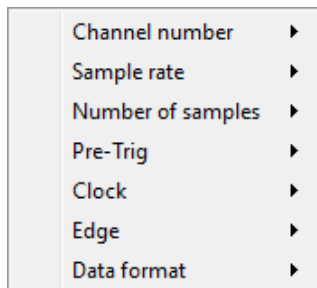 Channel number
Sample rate
Number of samples
Pre-Trig
Clock
Edge
Data format